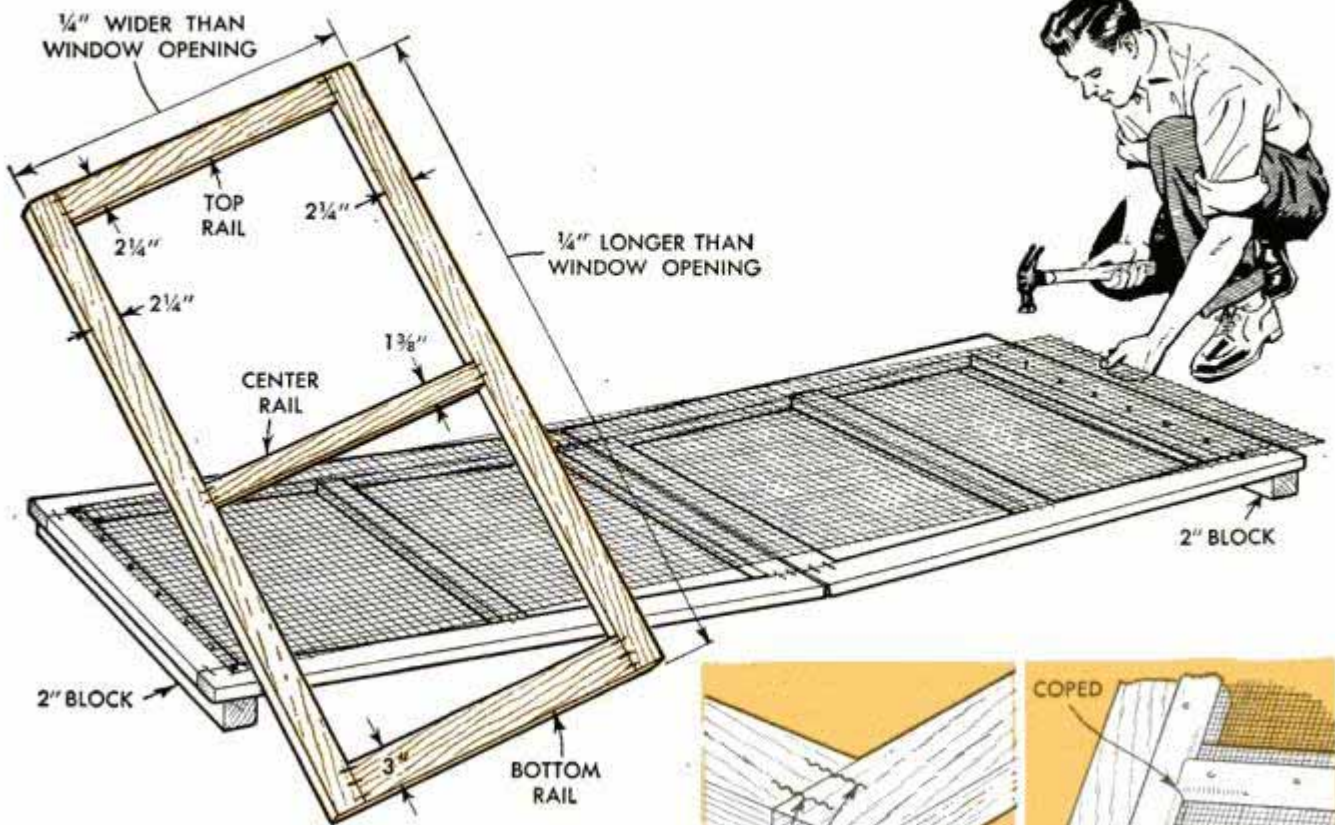 ¼" WIDER THAN
WINDOW OPENING
TOP
RAIL
2¼"
2¼"
2¼"
¼" LONGER THAN
WINDOW OPENING
1⅜"
CENTER
RAIL
2" BLOCK
2" BLOCK
3"
BOTTOM
RAIL
COPED